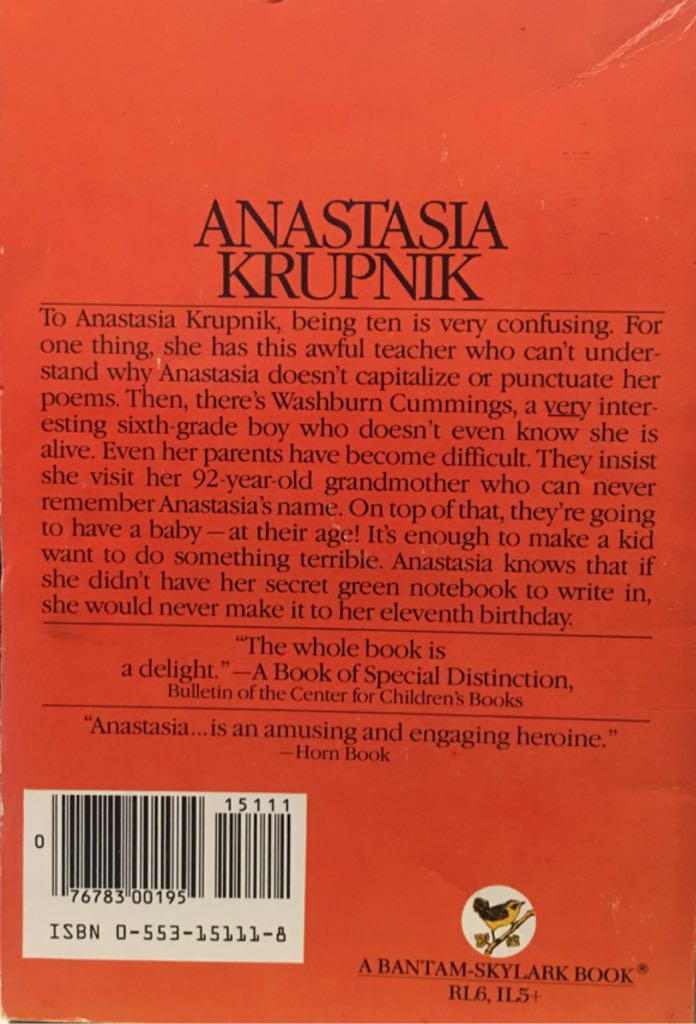 ANASTASIA
KRUPNIK
To Anastasia Krupnik, being ten is very confusing. For
one thing, she has this awful teacher who can't under-
stand why Anastasia doesn't capitalize or punctuate her
poems. Then, there's Washburn Cummings, a very inter-
esting sixth-grade boy who doesn't even know she is
alive. Even her parents have become difficult. They insist
she visit her 92-year-old grandmother who can never
remember Anastasia's name. On top of that, they're going
to have a baby—at their age! It's enough to make a kid
want to do something terrible. Anastasia knows that if
she didn't have her secret green notebook to write in,
she would never make it to her eleventh birthday.
"The whole book is
a delight."—A Book of Special Distinction,
Bulletin of the Center for Children's Books
"Anastasia...is an amusing and engaging heroine."
—Horn Book
15111
0
76783 00195
ISBN 0-553-15111-8
A BANTAM-SKYLARK BOOK®
RL6, IL5+